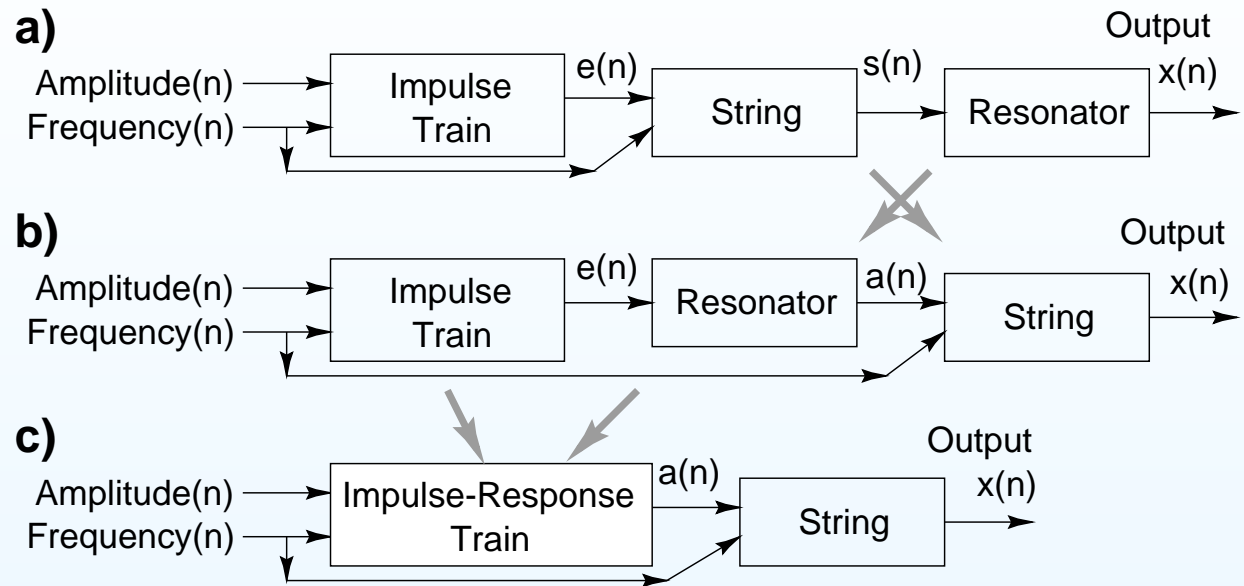 a)
Output
Amplitude(n)
Frequency(n)
Impulse
Train
e(n)
String
s(n)
Resonator
x(n)
b)
Output
Amplitude(n)
Frequency(n)
Impulse
Train
e(n)
Resonator
a(n)
String
x(n)
c)
Output
Amplitude(n)
Frequency(n)
Impulse-Response
Train
a(n)
String
x(n)